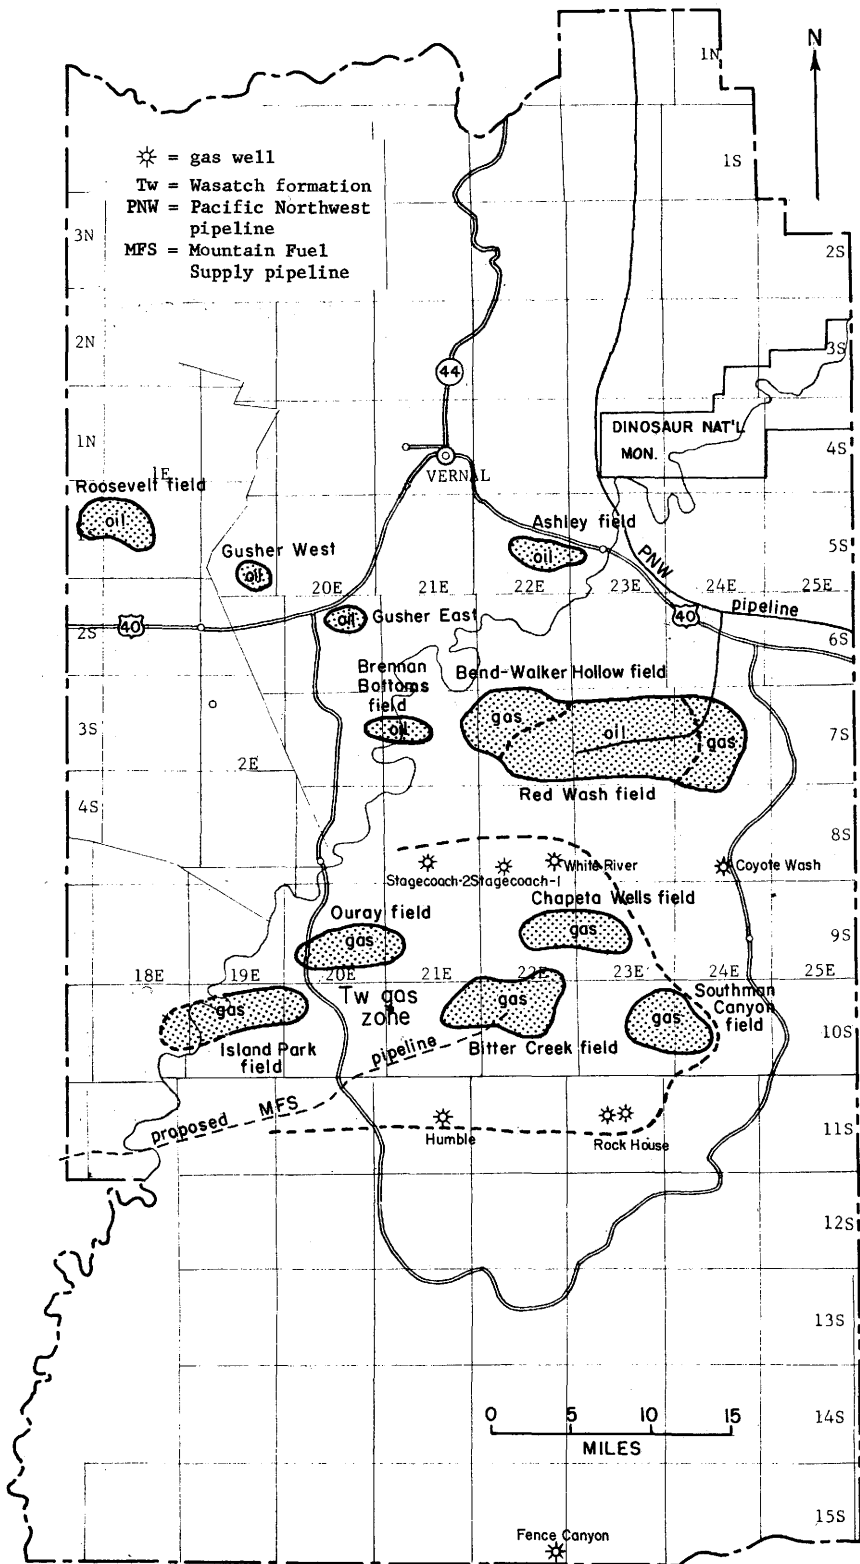 N
1N
1S
= gas well
Tw = Wasatch formation
PNW = Pacific Northwest
pipeline
MFS = Mountain Fuel
Supply pipeline
3N
2S
2N
3S
44
1N
DINOSAUR NAT'L
MON.
4S
1E
VERNAL
Roosevelt field
oil
Ashley field
oil
5S
Gusher West
oil
PNW
pipeline
20E
21E
22E
23E
24E
25E
40
2S
oil
Gusher East
40
6S
Brennan
Bottoms
field
oil
Bend-Walker Hollow field
gas
oil
gas
3S
7S
2E
Red Wash field
4S
8S
Stagecoach-2
Stagecoach-1
White River
Coyote Wash
Chapeta Wells field
gas
Ouray field
gas
9S
18E
19E
20E
21E
22E
23E
24E
25E
Tw gas
zone
gas
gas
Southman
Canyon
field
gas
Island Park
field
Bitter Creek field
10S
proposed MFS pipeline
Humble
Rock House
11S
12S
13S
0 5 10 15
MILES
14S
Fence Canyon
15S